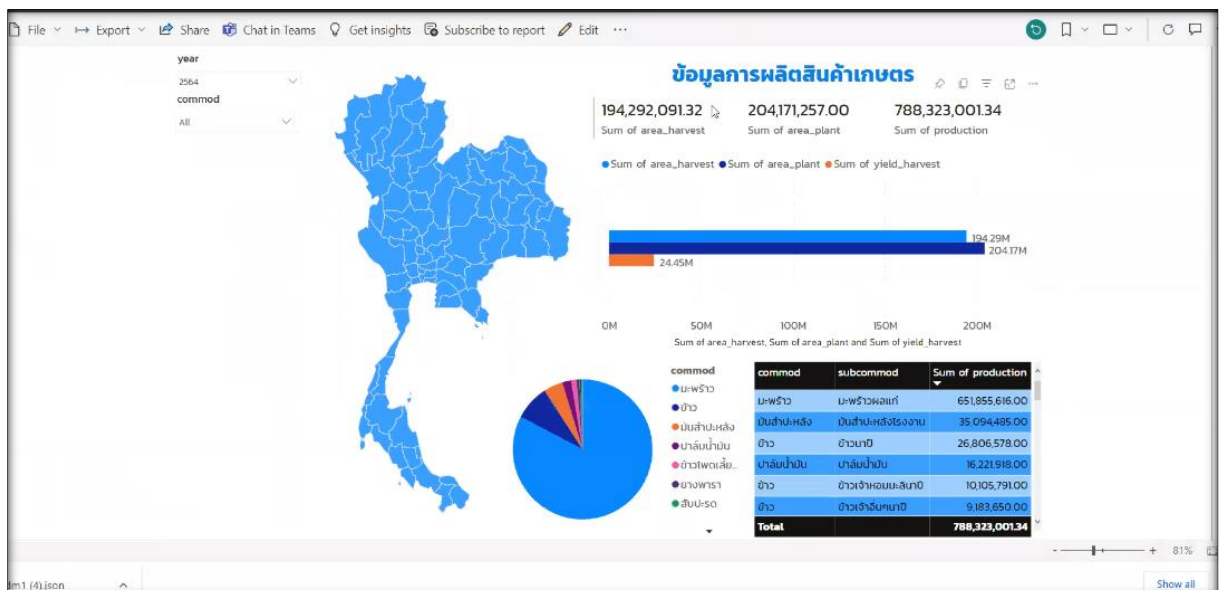 File Export Share Chat in Teams Get insights Subscribe to report Edit ...
year
2564
commod
All
ข้อมูลการผลิตสินค้าเกษตร
194,292,091.32 204,171,257.00 788,323,001.34
Sum of area_harvest Sum of area_plant Sum of production
Sum of area_harvest Sum of area_plant Sum of yield_harvest
194.29M
204.17M
24.45M
0M 50M 100M 150M 200M
Sum of area_harvest, Sum of area_plant and Sum of yield_harvest
commod
มะพร้าว
ข้าว
มันสำปะหลัง
ปาล์มน้ำมัน
ข้าวโพดเลี้ย...
ยางพารา
สับปะรด
commod subcommod Sum of production
มะพร้าว มะพร้าวผลแก่ 651,855,616.00
มันสำปะหลัง มันสำปะหลังโรงงาน 35,094,485.00
ข้าว ข้าวนาปี 26,806,578.00
ปาล์มน้ำมัน ปาล์มน้ำมัน 16,221,918.00
ข้าว ข้าวเจ้าหอมมะลินาปี 10,105,791.00
ข้าว ข้าวเจ้าอื่นๆนาปี 9,183,650.00
Total 788,323,001.34
- + 81%
dm1 (4).json
Show all